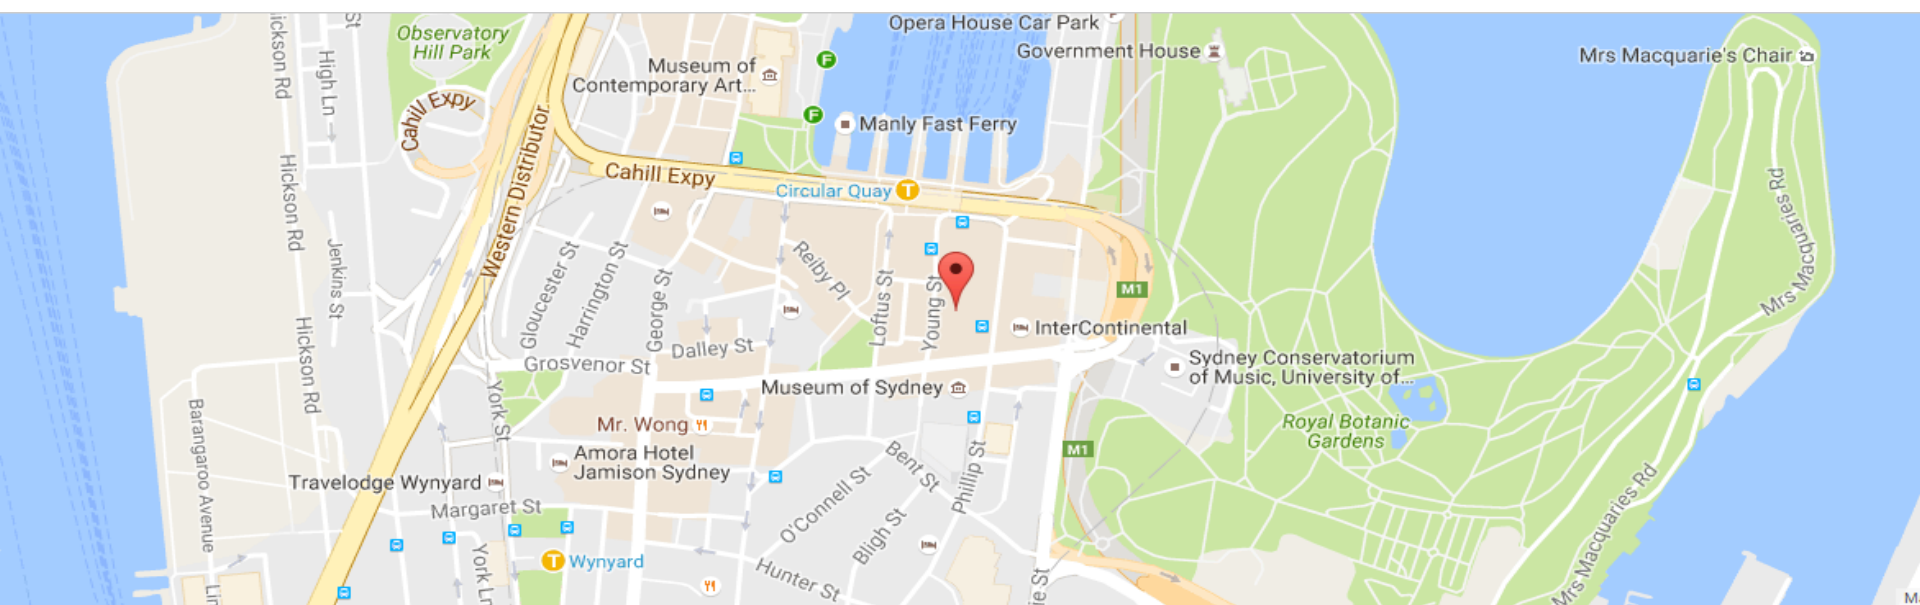 Opera House Car Park
Observatory
Hill Park
Government House
Mrs Macquarie's Chair
Museum of
Contemporary Art...
Hickson Rd
High Ln
St
Cahill Expy
Western Distributor
F
F
Manly Fast Ferry
Cahill Expy
Circular Quay
T
Hickson Rd
Jenkins St
Gloucester St
Harrington St
George St
Reiby Pl
Loftus St
Young St
M1
Mrs Macquaries Rd
InterContinental
Hickson Rd
Grosvenor St
Dalley St
Sydney Conservatorium
of Music, University of...
Museum of Sydney
York St
Barangaroo Avenue
Mr. Wong
Royal Botanic
Gardens
M1
Amora Hotel
Jamison Sydney
Travelodge Wynyard
Bent St
Phillip St
O'Connell St
Bligh St
Margaret St
Mrs Macquaries Rd
T
Wynyard
York Ln
Hunter St